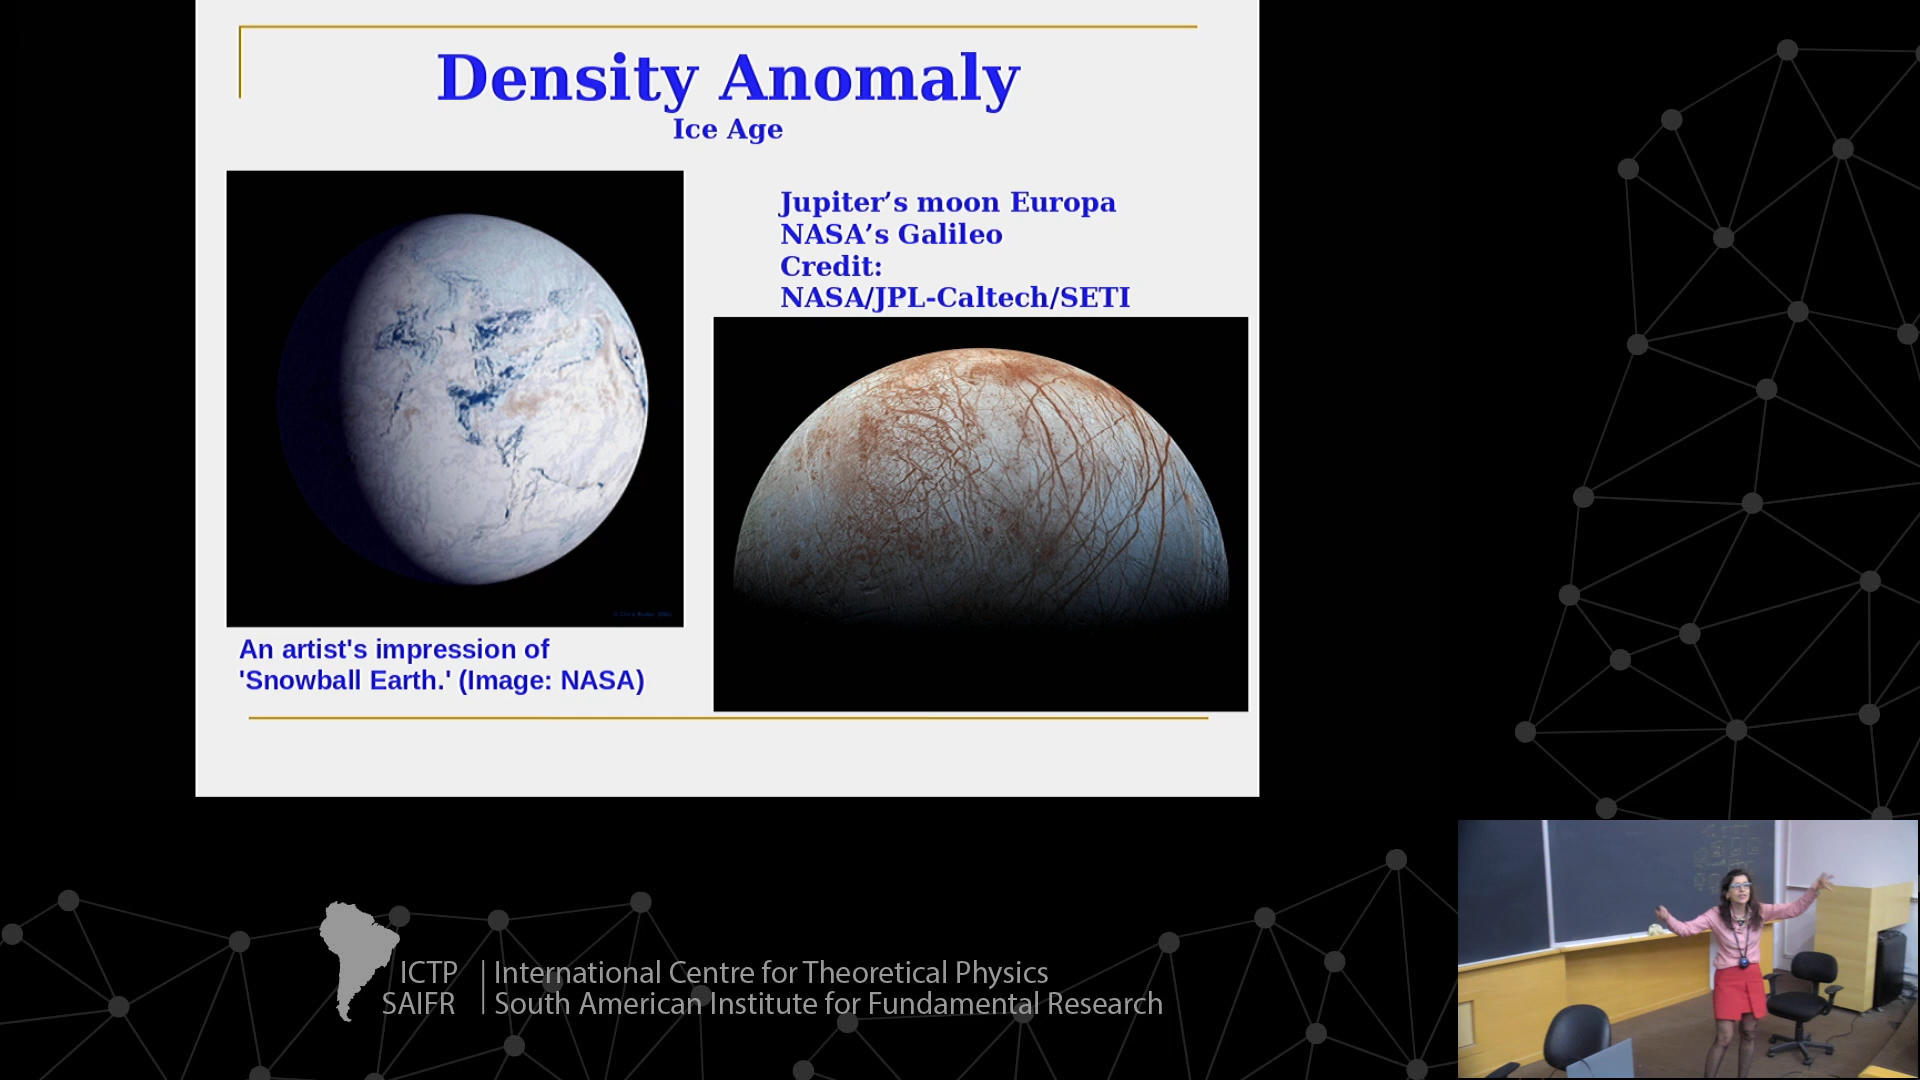 Density Anomaly
Ice Age
Jupiter’s moon Europa
NASA’s Galileo
Credit:
NASA/JPL-Caltech/SETI
An artist's impression of
'Snowball Earth.' (Image: NASA)
ICTP
SAIFR
International Centre for Theoretical Physics
South American Institute for Fundamental Research